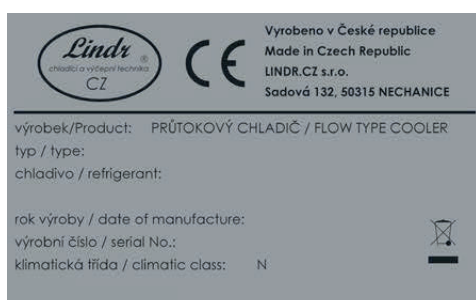 Lindr ®
chladící a výčepní technika
CZ
CE
Vyrobeno v České republice
Made in Czech Republic
LINDR.CZ s.r.o.
Sadová 132, 50315 NECHANICE
výrobek/Product: PRŮTOKOVÝ CHLADIČ / FLOW TYPE COOLER
typ / type:
chladivo / refrigerant:
rok výroby / date of manufacture:
výrobní číslo / serial No.:
klimatická třída / climatic class: N